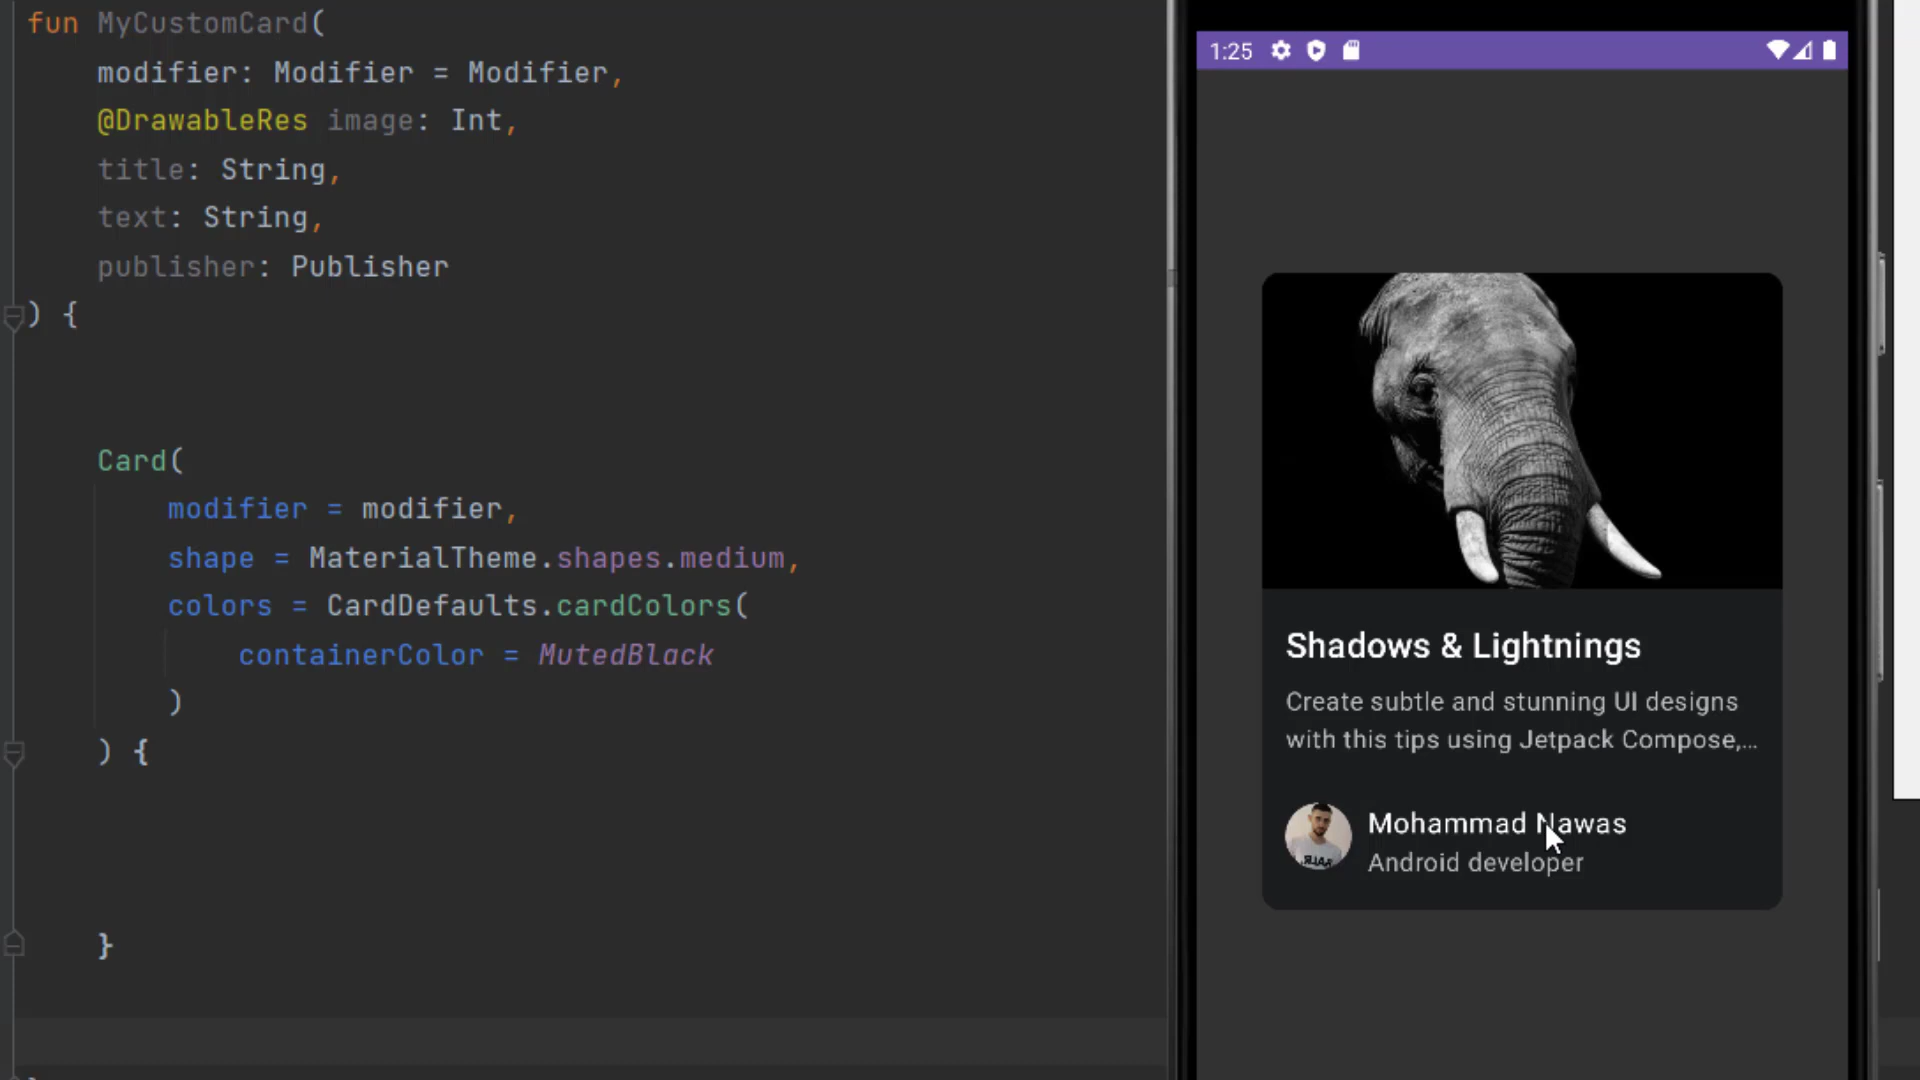 fun MyCustomCard(
modifier: Modifier = Modifier,
@DrawableRes image: Int,
title: String,
text: String,
publisher: Publisher
) {
Card(
modifier = modifier,
shape = MaterialTheme.shapes.medium,
colors = CardDefaults.cardColors(
containerColor = MutedBlack
)
) {
}
1:25
Shadows & Lightnings
Create subtle and stunning UI designs
with this tips using Jetpack Compose,...
Mohammad Nawas
Android developer